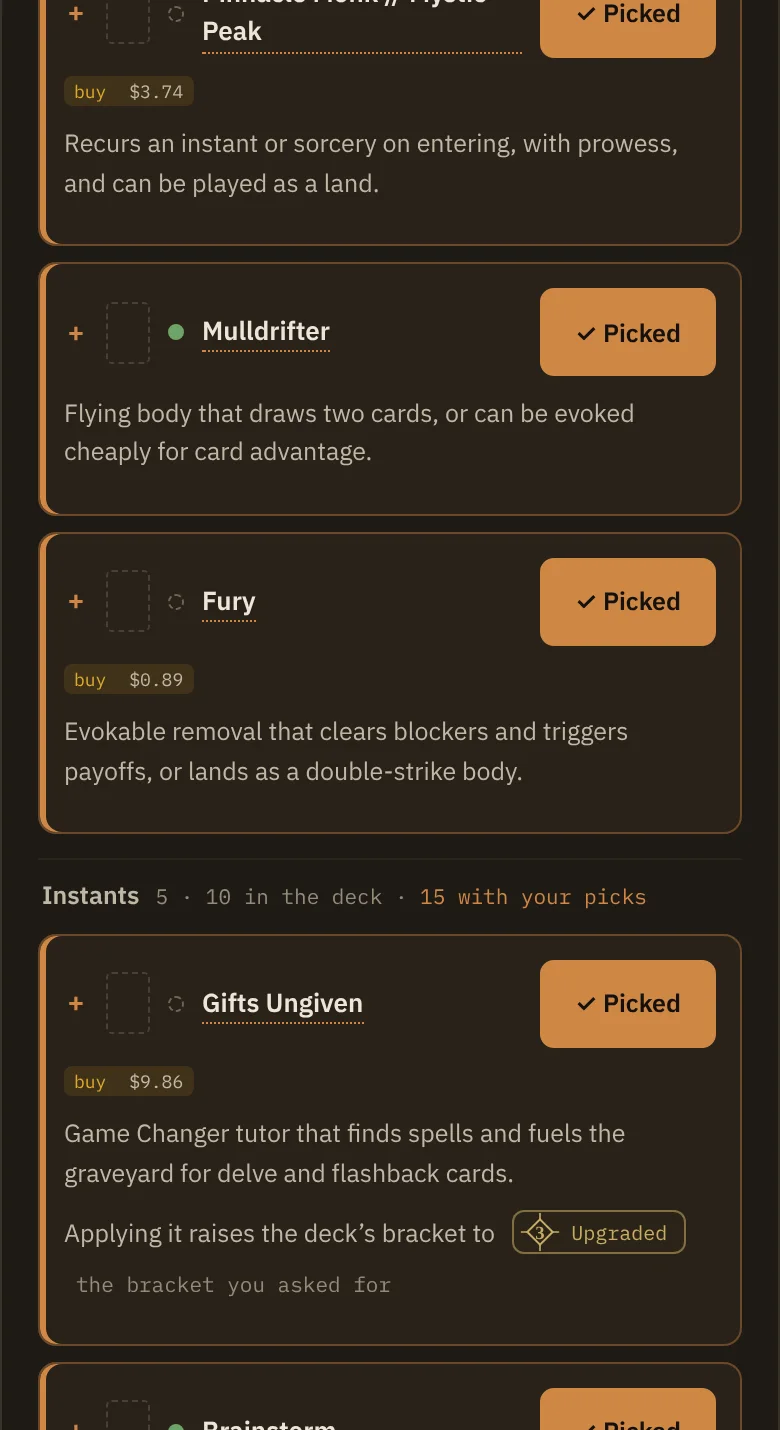 Pinnacle Monk // Mystic
Peak
✓ Picked
buy $3.74
Recurs an instant or sorcery on entering, with prowess,
and can be played as a land.
+ Mulldrifter
✓ Picked
Flying body that draws two cards, or can be evoked
cheaply for card advantage.
+ Fury
✓ Picked
buy $0.89
Evokable removal that clears blockers and triggers
payoffs, or lands as a double-strike body.
Instants 5 · 10 in the deck · 15 with your picks
+ Gifts Ungiven
✓ Picked
buy $9.86
Game Changer tutor that finds spells and fuels the
graveyard for delve and flashback cards.
Applying it raises the deck’s bracket to 3 Upgraded
the bracket you asked for
Brainstorm
✓ Picked